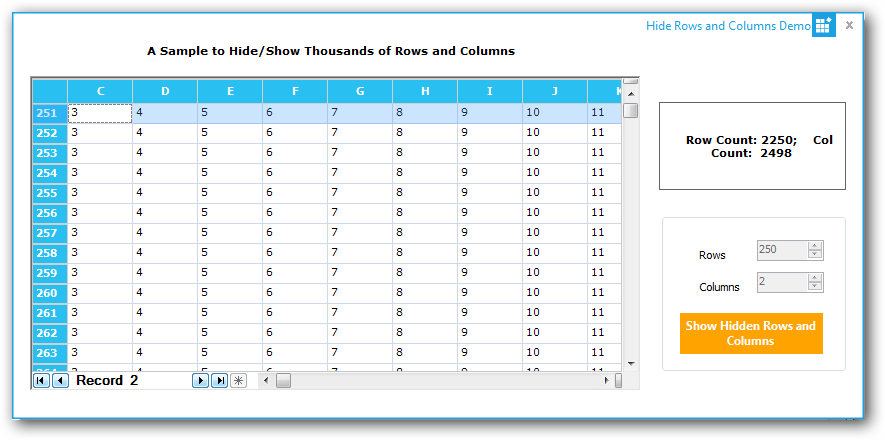 Hide Rows and Columns Demo
A Sample to Hide/Show Thousands of Rows and Columns
C D E F G H I J
251 3 4 5 6 7 8 9 10 11
252 3 4 5 6 7 8 9 10 11
253 3 4 5 6 7 8 9 10 11
254 3 4 5 6 7 8 9 10 11
255 3 4 5 6 7 8 9 10 11
256 3 4 5 6 7 8 9 10 11
257 3 4 5 6 7 8 9 10 11
258 3 4 5 6 7 8 9 10 11
259 3 4 5 6 7 8 9 10 11
260 3 4 5 6 7 8 9 10 11
261 3 4 5 6 7 8 9 10 11
262 3 4 5 6 7 8 9 10 11
263 3 4 5 6 7 8 9 10 11
Record 2
Row Count: 2250; Col
Count: 2498
Rows 250
Columns 2
Show Hidden Rows and
Columns